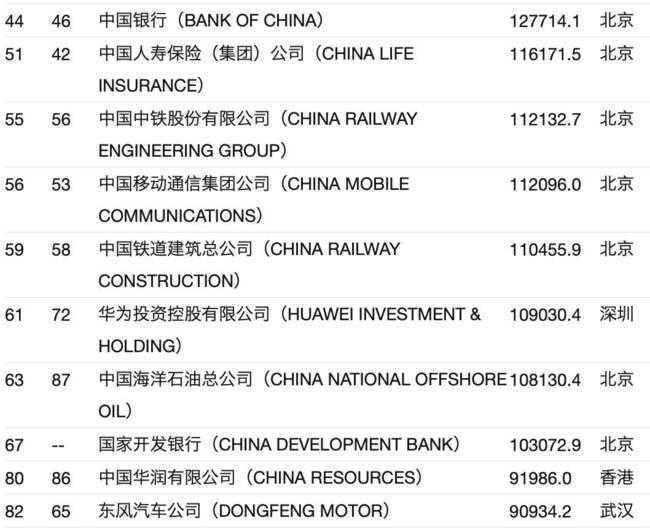 44 46 中国银行（BANK OF CHINA） 127714.1 北京
51 42 中国人寿保险（集团）公司（CHINA LIFE 116171.5 北京
INSURANCE）
55 56 中国中铁股份有限公司（CHINA RAILWAY 112132.7 北京
ENGINEERING GROUP）
56 53 中国移动通信集团公司（CHINA MOBILE 112096.0 北京
COMMUNICATIONS）
59 58 中国铁道建筑总公司（CHINA RAILWAY 110455.9 北京
CONSTRUCTION）
61 72 华为投资控股有限公司（HUAWEI INVESTMENT & 109030.4 深圳
HOLDING）
63 87 中国海洋石油总公司（CHINA NATIONAL OFFSHORE 108130.4 北京
OIL）
67 -- 国家开发银行（CHINA DEVELOPMENT BANK） 103072.9 北京
80 86 中国华润有限公司（CHINA RESOURCES） 91986.0 香港
82 65 东风汽车公司（DONGFENG MOTOR） 90934.2 武汉